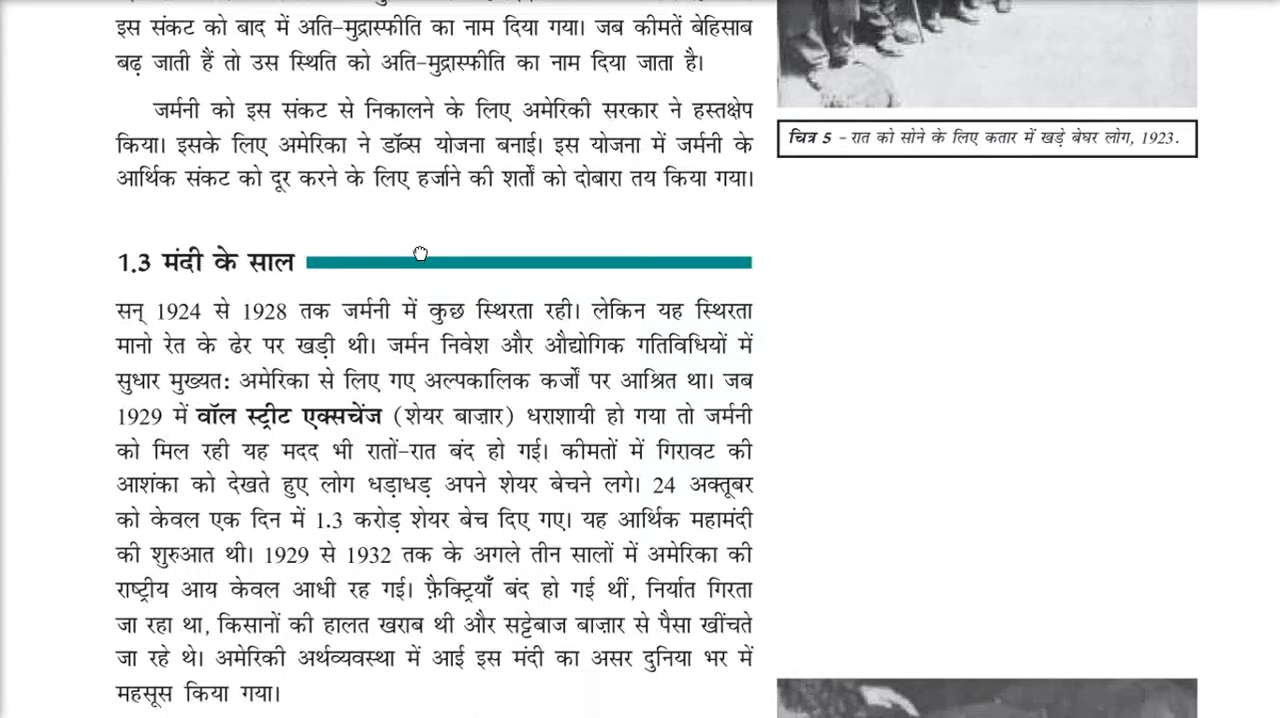 इस संकट को बाद में अति-मुद्रास्फीति का नाम दिया गया। जब कीमतें बेहिसाब
बढ़ जाती हैं तो उस स्थिति को अति-मुद्रास्फीति का नाम दिया जाता है।
जर्मनी को इस संकट से निकालने के लिए अमेरिकी सरकार ने हस्तक्षेप
किया। इसके लिए अमेरिका ने डॉव्स योजना बनाई। इस योजना में जर्मनी के
आर्थिक संकट को दूर करने के लिए हर्जाने की शर्तों को दोबारा तय किया गया।
चित्र 5 - रात को सोने के लिए कतार में खड़े बेघर लोग, 1923.
1.3 मंदी के साल
सन् 1924 से 1928 तक जर्मनी में कुछ स्थिरता रही। लेकिन यह स्थिरता
मानो रेत के ढेर पर खड़ी थी। जर्मन निवेश और औद्योगिक गतिविधियों में
सुधार मुख्यत: अमेरिका से लिए गए अल्पकालिक कर्जों पर आश्रित था। जब
1929 में वॉल स्ट्रीट एक्सचेंज (शेयर बाज़ार) धराशायी हो गया तो जर्मनी
को मिल रही यह मदद भी रातों-रात बंद हो गई। कीमतों में गिरावट की
आशंका को देखते हुए लोग धड़ाधड़ अपने शेयर बेचने लगे। 24 अक्तूबर
को केवल एक दिन में 1.3 करोड़ शेयर बेच दिए गए। यह आर्थिक महामंदी
की शुरुआत थी। 1929 से 1932 तक के अगले तीन सालों में अमेरिका की
राष्ट्रीय आय केवल आधी रह गई। फ़ैक्ट्रियाँ बंद हो गई थीं, निर्यात गिरता
जा रहा था, किसानों की हालत खराब थी और सट्टेबाज बाज़ार से पैसा खींचते
जा रहे थे। अमेरिकी अर्थव्यवस्था में आई इस मंदी का असर दुनिया भर में
महसूस किया गया।